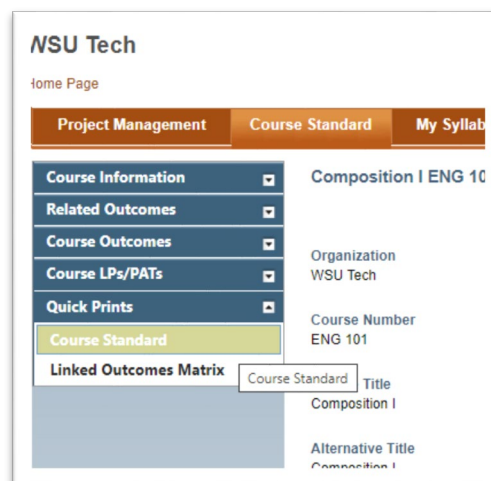 WSU Tech
Home Page
Project Management Course Standard My Syllab
Course Information
Related Outcomes
Course Outcomes
Course LPs/PATs
Quick Prints
Course Standard
Linked Outcomes Matrix
Course Standard
Composition I ENG 10
Organization
WSU Tech
Course Number
ENG 101
Title
Composition I
Alternative Title
Composition I